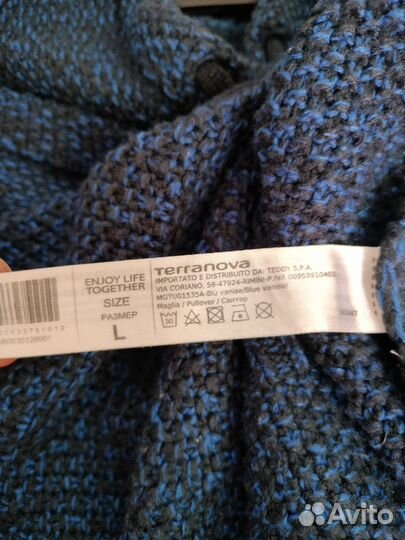 ENJOY LIFE
TOGETHER
SIZE
РАЗМЕР
L
Terranova
IMPORTATO E DISTRIBUITO DA: TEDDY S.P.A.
VIA CORIANO, 58-47924-RIMINI-P.IVA 00953910403
MGTIJ01535A-Blu vanise/Blue vanise/
Maglia / Pullover / Свитер
30
Avito